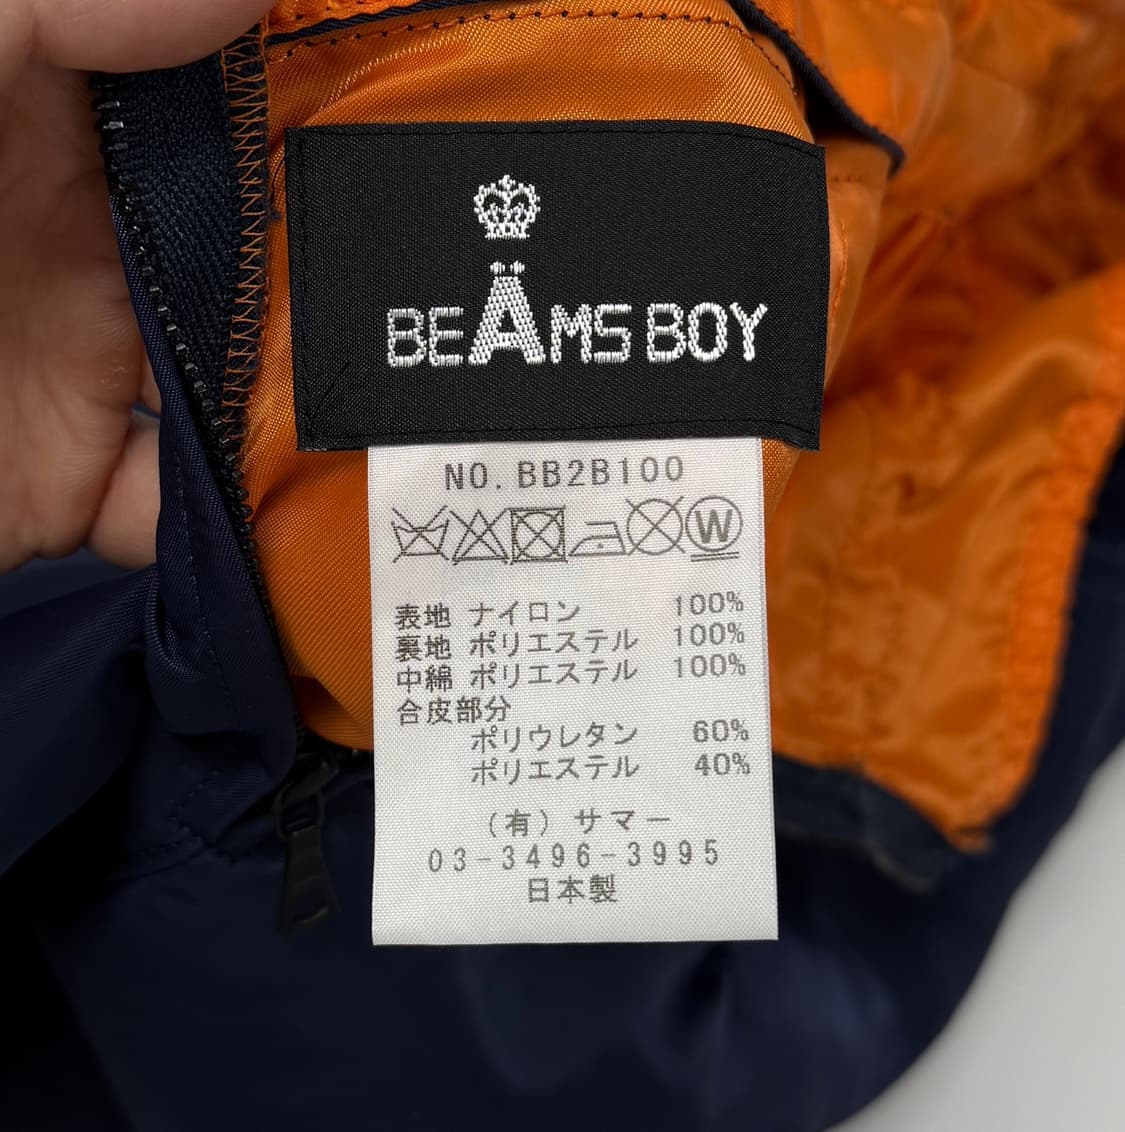 BEAMS BOY
NO. BB2B100
W
表地 ナイロン 100%
裏地 ポリエステル 100%
中綿 ポリエステル 100%
合皮部分
ポリウレタン 60%
ポリエステル 40%
(有) サマー
03-3496-3995
日本製